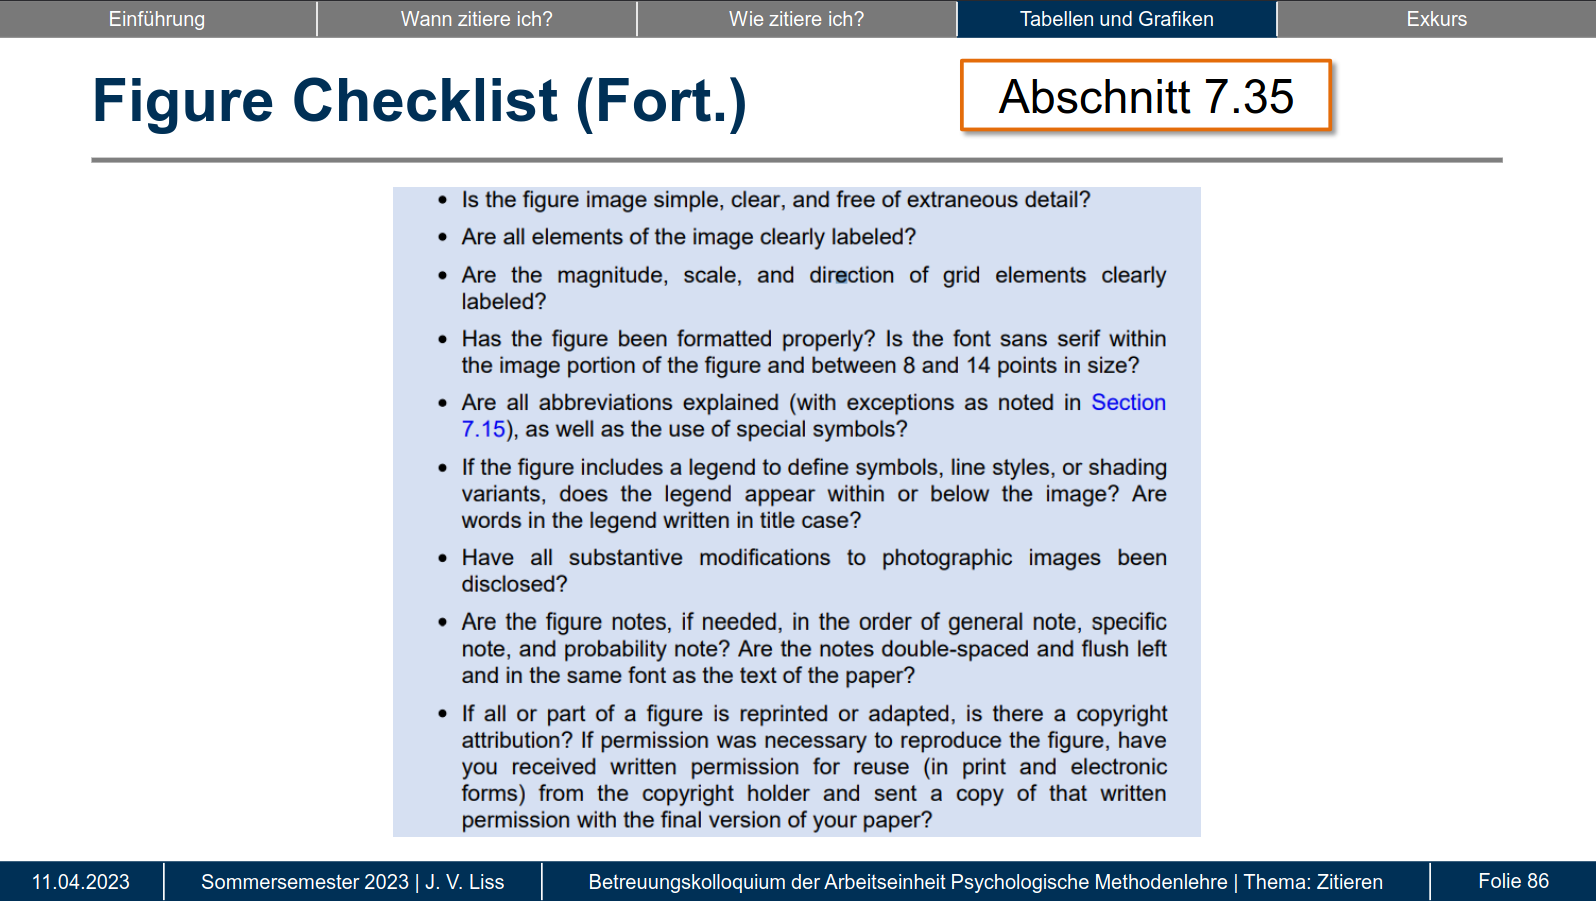 Einführung
Wann zitiere ich?
Wie zitiere ich?
Tabellen und Grafiken
Exkurs
Figure Checklist (Fort.)
Abschnitt 7.35
• Is the figure image simple, clear, and free of extraneous detail?
• Are all elements of the image clearly labeled?
• Are the magnitude, scale, and direction of grid elements clearly
labeled?
• Has the figure been formatted properly? Is the font sans serif within
the image portion of the figure and between 8 and 14 points in size?
• Are all abbreviations explained (with exceptions as noted in Section
7.15), as well as the use of special symbols?
• If the figure includes a legend to define symbols, line styles, or shading
variants, does the legend appear within or below the image? Are
words in the legend written in title case?
• Have all substantive modifications to photographic images been
disclosed?
• Are the figure notes, if needed, in the order of general note, specific
note, and probability note? Are the notes double-spaced and flush left
and in the same font as the text of the paper?
• If all or part of a figure is reprinted or adapted, is there a copyright
attribution? If permission was necessary to reproduce the figure, have
you received written permission for reuse (in print and electronic
forms) from the copyright holder and sent a copy of that written
permission with the final version of your paper?
11.04.2023
Sommersemester 2023 | J. V. Liss
Betreuungskolloquium der Arbeitseinheit Psychologische Methodenlehre | Thema: Zitieren
Folie 86